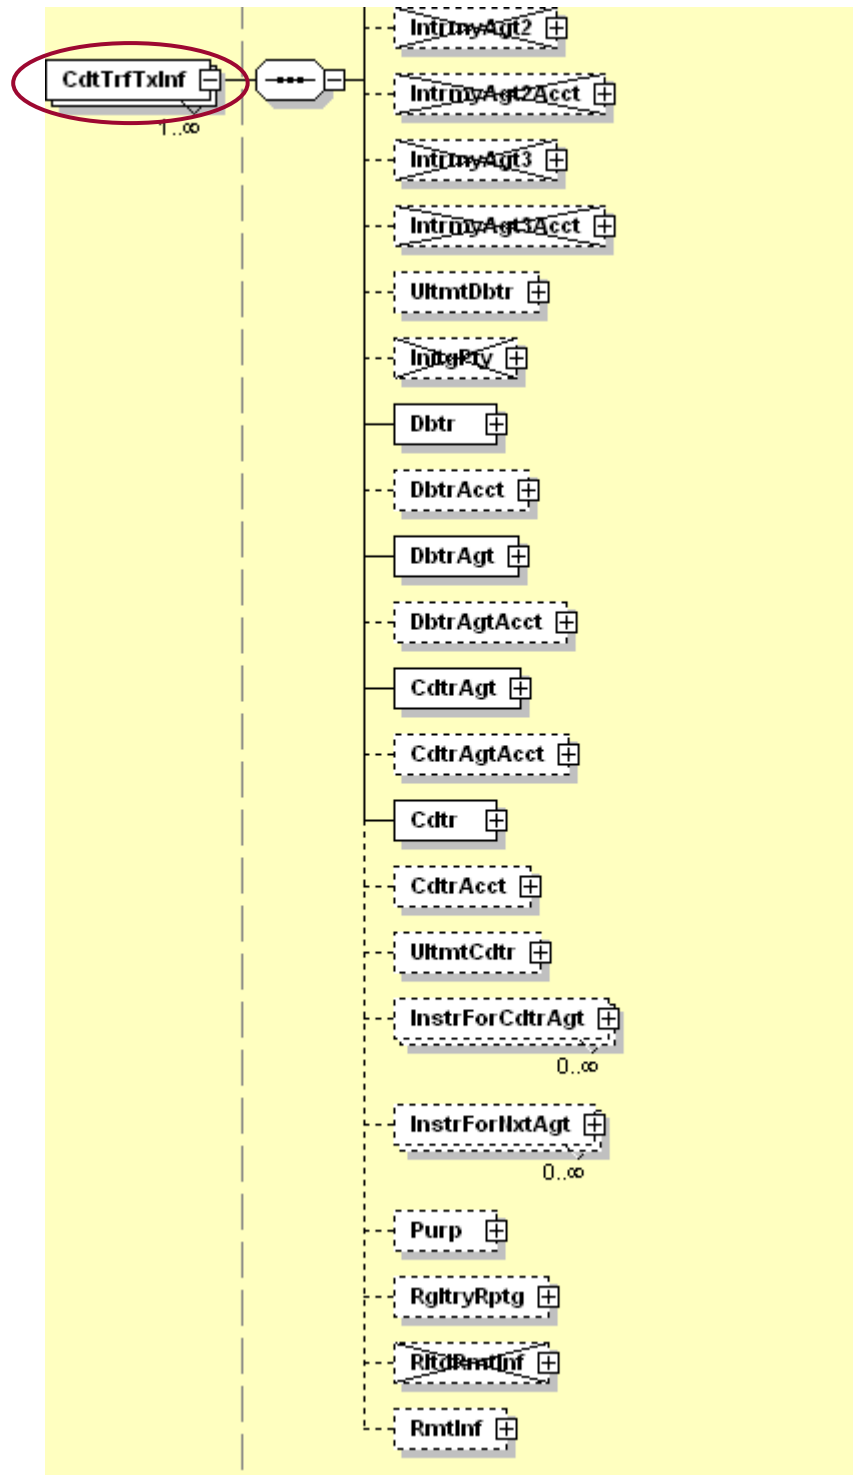 IntrmyAgt2
CdtTrfTxInf
1..∞
IntrmyAgt2Acct
IntrmyAgt3
IntrmyAgt3Acct
UltmtDbtr
InitgPty
Dbtr
DbtrAcct
DbtrAgt
DbtrAgtAcct
CdtrAgt
CdtrAgtAcct
Cdtr
CdtrAcct
UltmtCdtr
InstrForCdtrAgt
0..∞
InstrForNxtAgt
0..∞
Purp
RgltryRptg
RltdRmtInf
RmtInf